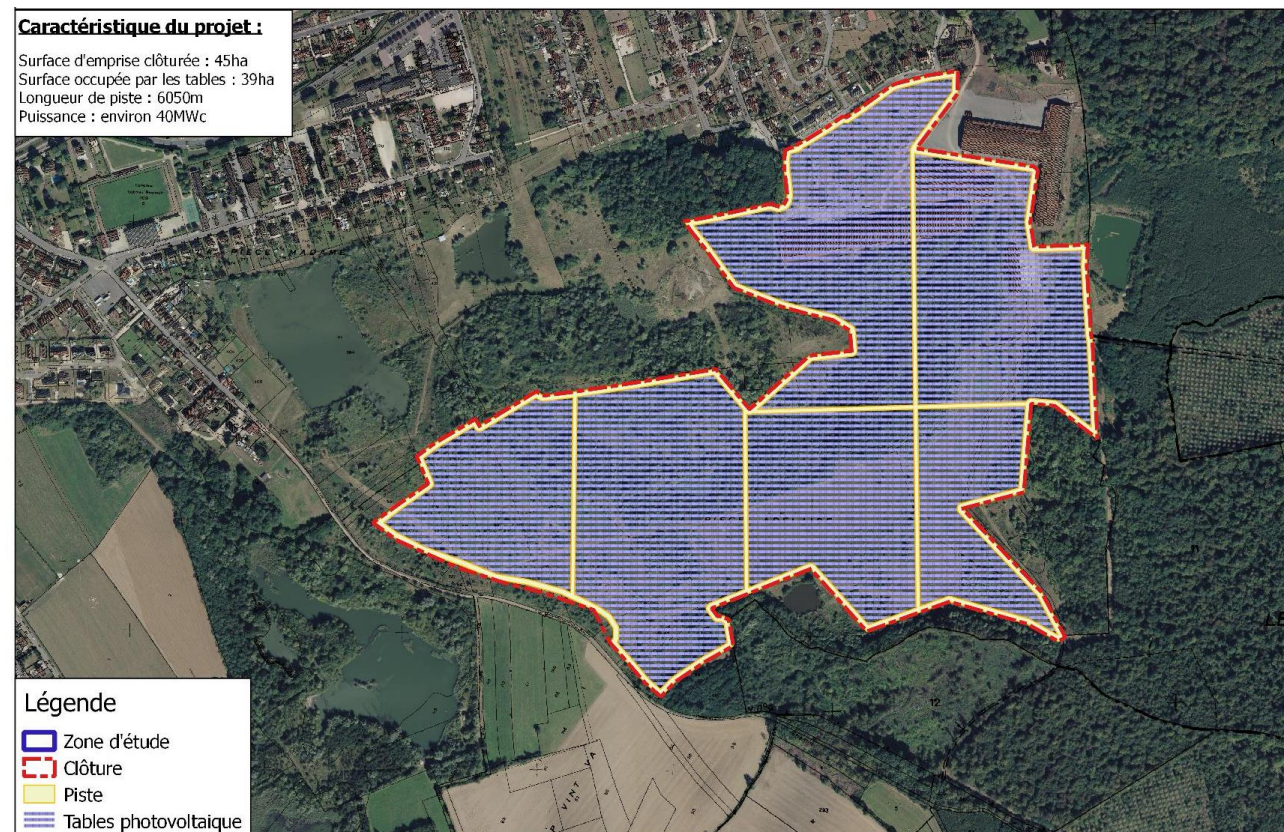 Caractéristique du projet :
Surface d'emprise clôturée : 45ha
Surface occupée par les tables : 39ha
Longueur de piste : 6050m
Puissance : environ 40MWc
Légende
Zone d'étude
Clôture
Piste
Tables photovoltaique